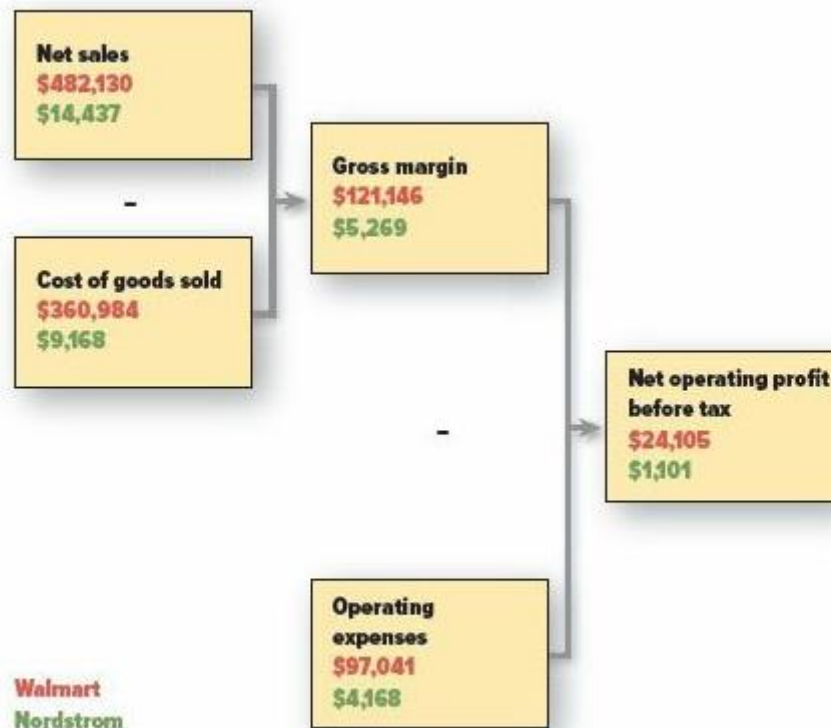 Net sales
$482,130
$14,437
-
Cost of goods sold
$360,984
$9,168
Gross margin
$121,146
$5,269
-
Operating
expenses
$97,041
$4,168
Net operating profit
before tax
$24,105
$1,101
Walmart
Nordstrom